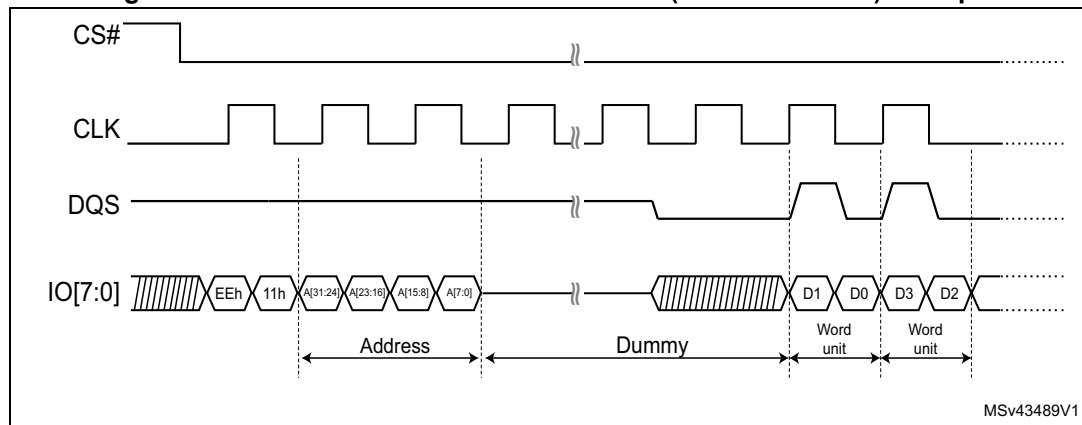 CS#
CLK
DQS
IO[7:0] EEh 11h A[31:24] A[23:16] A[15:8] A[7:0] D1 D0 D3 D2
Address Dummy Word unit Word unit
MSv43489V1